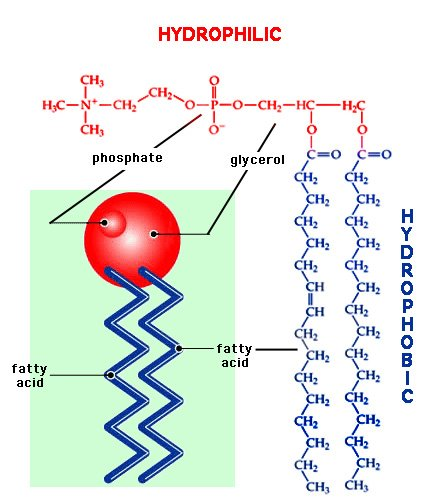 HYDROPHILIC
CH₃ CH₂ O
H₃C N⁺ CH₂ O P O CH₂ HC H₂C
CH₃ O⁻ O O
phosphate
glycerol
C=O C=O
CH₂ CH₂
CH₂ CH₂
CH₂ CH₂
CH₂ CH₂
CH₂ CH₂
CH CH₂
CH CH₂
CH₂ CH₂
CH₂ CH₂
CH₂ CH₂
CH₂ CH₂
CH₂ CH₂
CH₂ CH₂
CH₂ CH₂
CH₃ CH₃
HYDROPHOBIC
fatty
acid
fatty
acid